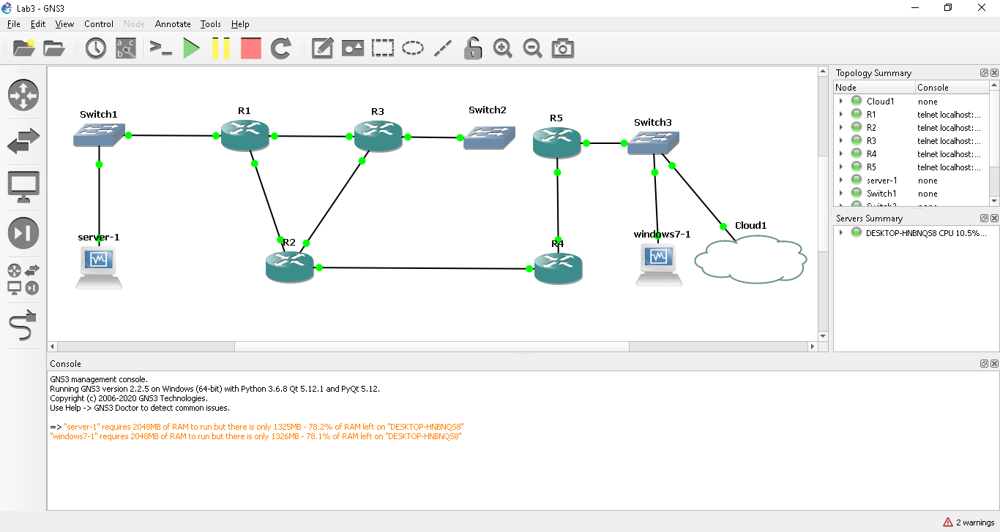 Lab3 - GNS3
File Edit View Control Node Annotate Tools Help
Topology Summary
Node Console
Cloud1 none
R1 telnet localhost:...
R2 telnet localhost:...
R3 telnet localhost:...
R4 telnet localhost:...
R5 telnet localhost:...
server-1 none
Switch1 none
Servers Summary
DESKTOP-HNBNQS8 CPU 10.5%...
Switch1
R1
R3
Switch2
R5
Switch3
server-1
R2
R4
windows7-1
Cloud1
Console
GNS3 management console.
Running GNS3 version 2.2.5 on Windows (64-bit) with Python 3.6.8 Qt 5.12.1 and PyQt 5.12.
Copyright (c) 2006-2020 GNS3 Technologies.
Use Help -> GNS3 Doctor to detect common issues.
=> "server-1" requires 2048MB of RAM to run but there is only 1325MB - 78.2% of RAM left on "DESKTOP-HNBNQS8"
"windows7-1" requires 2048MB of RAM to run but there is only 1326MB - 78.1% of RAM left on "DESKTOP-HNBNQS8"
2 warnings